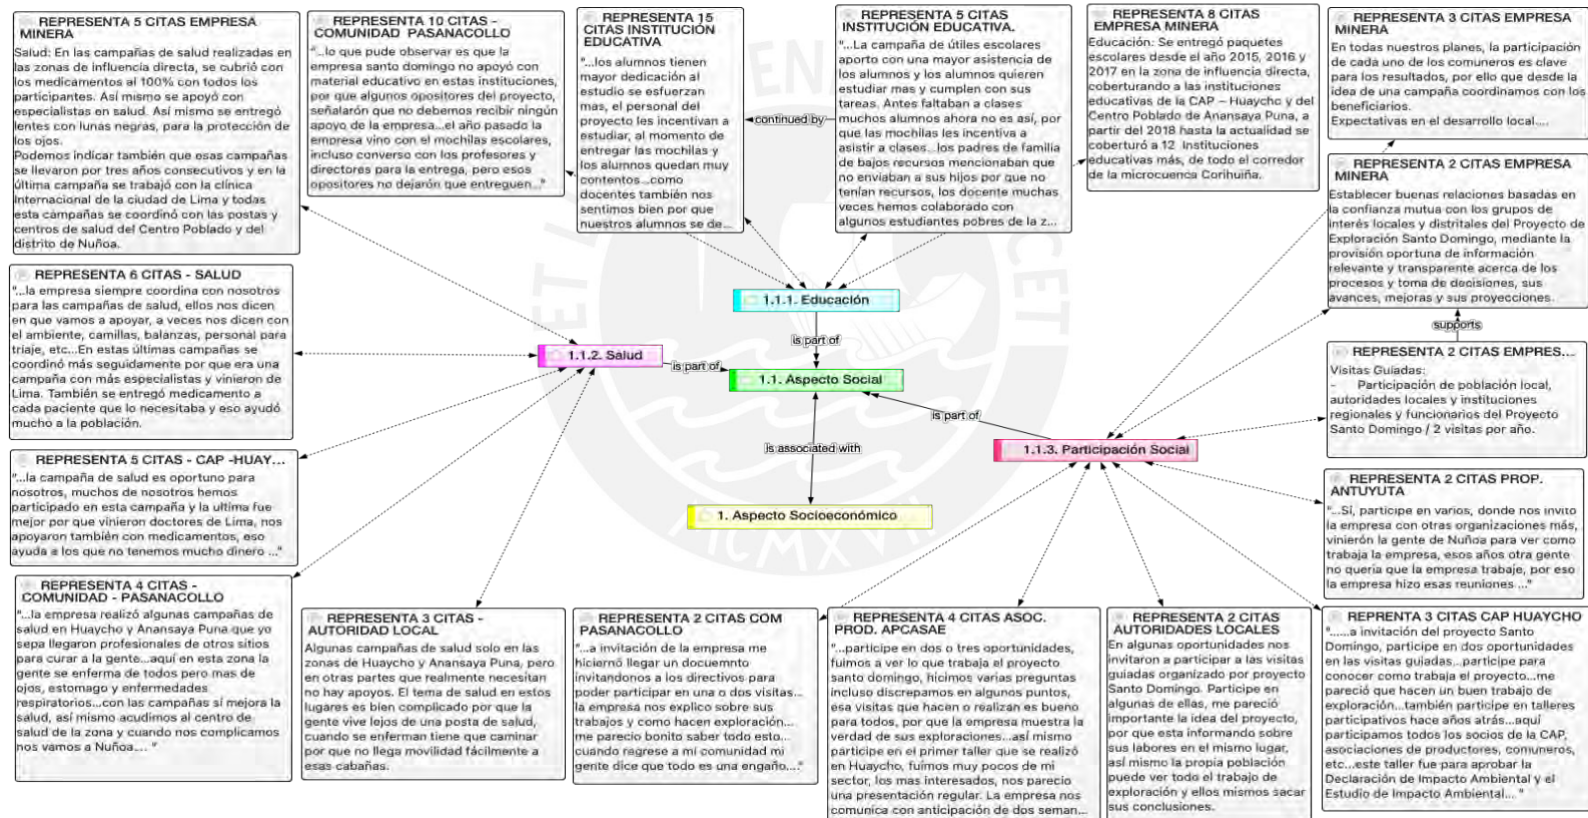 REPRESENTA 5 CITAS EMPRESA
MINERA
Salud: En las campañas de salud realizadas en
las zonas de influencia directa, se cubrió con
los medicamentos al 100% con todos los
participantes. Así mismo se apoyó con
especialistas en salud. Así mismo se entregó
lentes con lunas negras, para la protección de
los ojos.
Podemos indicar también que esas campañas
se llevaron por tres años consecutivos y en la
última campaña se trabajó con la clínica
Internacional de la ciudad de Lima y todas
esta campañas se coordinó con las postas y
centros de salud del Centro Poblado y del
distrito de Nuñoa.
REPRESENTA 10 CITAS -
COMUNIDAD PASANACOLLO
"...lo que pude observar es que la
empresa santo domingo no apoyó con
material educativo en estas instituciones,
por que algunos opositores del proyecto,
señalarón que no debemos recibir ningún
apoyo de la empresa...el año pasado la
empresa vino con el mochilas escolares,
incluso converso con los profesores y
directores para la entrega, pero esos
opositores no dejarón que entreguen..."
REPRESENTA 15
CITAS INSTITUCIÓN
EDUCATIVA
"...los alumnos tienen
mayor dedicación al
estudio se esfuerzan
mas, el personal del
proyecto les incentivan a
estudiar, al momento de
entregar las mochilas y
los alumnos quedan muy
contentos...como
docentes también nos
sentimos bien por que
nuestros alumnos se de...
continued by
REPRESENTA 5 CITAS
INSTITUCIÓN EDUCATIVA.
"...La campaña de útiles escolares
aporto con una mayor asistencia de
los alumnos y los alumnos quieren
estudiar mas y cumplen con sus
tareas. Antes faltaban a clases
muchos alumnos ahora no es así, por
que las mochilas les incentiva a
asistir a clases...los padres de familia
de bajos recursos mencionaban que
no enviaban a sus hijos por que no
tenían recursos, los docente muchas
veces hemos colaborado con
algunos estudiantes pobres de la z...
REPRESENTA 8 CITAS
EMPRESA MINERA
Educación: Se entregó paquetes
escolares desde el año 2015, 2016 y
2017 en la zona de influencia directa,
coberturando a las instituciones
educativas de la CAP – Huaycho y del
Centro Poblado de Anansaya Puna, a
partir del 2018 hasta la actualidad se
coberturó a 12 Instituciones
educativas más, de todo el corredor
de la microcuenca Corihuiña.
REPRESENTA 3 CITAS EMPRESA
MINERA
En todas nuestros planes, la participación
de cada uno de los comuneros es clave
para los resultados, por ello que desde la
idea de una campaña coordinamos con los
beneficiarios.
Expectativas en el desarrollo local....
REPRESENTA 2 CITAS EMPRESA
MINERA
Establecer buenas relaciones basadas en
la confianza mutua con los grupos de
interés locales y distritales del Proyecto de
Exploración Santo Domingo, mediante la
provisión oportuna de información
relevante y transparente acerca de los
procesos y toma de decisiones, sus
avances, mejoras y sus proyecciones.
supports
REPRESENTA 2 CITAS EMPRES...
Visitas Guiadas:
- Participación de población local,
autoridades locales y instituciones
regionales y funcionarios del Proyecto
Santo Domingo / 2 visitas por año.
REPRESENTA 6 CITAS - SALUD
"...la empresa siempre coordina con nosotros
para las campañas de salud, ellos nos dicen
en que vamos a apoyar, a veces nos dicen con
el ambiente, camillas, balanzas, personal para
triaje, etc...En estas últimas campañas se
coordinó más seguidamente por que era una
campaña con más especialistas y vinieron de
Lima. También se entregó medicamento a
cada paciente que lo necesitaba y eso ayudó
mucho a la población.
1.1.1. Educación
is part of
1.1.2. Salud
is part of
1.1. Aspecto Social
is part of
1.1.3. Participación Social
is associated with
1. Aspecto Socioeconómico
REPRESENTA 5 CITAS - CAP -HUAY...
"...la campaña de salud es oportuno para
nosotros, muchos de nosotros hemos
participado en esta campaña y la ultima fue
mejor por que vinieron doctores de Lima, nos
apoyaron también con medicamentos, eso
ayuda a los que no tenemos mucho dinero ..."
REPRESENTA 2 CITAS PROP.
ANTUYUTA
"...Sí, participe en varios, donde nos invito
la empresa con otras organizaciones más,
vinierón la gente de Nuñoa para ver como
trabaja la empresa, esos años otra gente
no quería que la empresa trabaje, por eso
la empresa hizo esas reuniones ..."
REPRESENTA 4 CITAS -
COMUNIDAD - PASANACOLLO
"...la empresa realizó algunas campañas de
salud en Huaycho y Anansaya Puna que yo
sepa llegaron profesionales de otros sitios
para curar a la gente...aquí en esta zona la
gente se enferma de todos pero mas de
ojos, estomago y enfermedades
respiratorios...con las campañas sí mejora la
salud, así mismo acudimos al centro de
salud de la zona y cuando nos complicamos
nos vamos a Nuñoa.... "
REPRESENTA 3 CITAS -
AUTORIDAD LOCAL
Algunas campañas de salud solo en las
zonas de Huaycho y Anansaya Puna, pero
en otras partes que realmente necesitan
no hay apoyos. El tema de salud en estos
lugares es bien complicado por que la
gente vive lejos de una posta de salud,
cuando se enferman tiene que caminar
por que no llega movilidad fácilmente a
esas cabañas.
REPRESENTA 2 CITAS COM
PASANACOLLO
"...a invitación de la empresa me
hiciernó llegar un docuemnto
invitandonos a los directivos para
poder participar en una o dos visitas...
la empresa nos explico sobre sus
trabajos y como hacen exploración...
me parecio bonito saber todo esto...
cuando regrese a mi comunidad mi
gente dice que todo es una engaño...."
REPRESENTA 4 CITAS ASOC.
PROD. APCASAE
"...participe en dos o tres oportunidades,
fuimos a ver lo que trabaja el proyecto
santo domingo, hicimos varias preguntas
incluso discrepamos en algunos puntos,
esa visitas que hacen o realizan es bueno
para todos, por que la empresa muestra la
verdad de sus exploraciones...así mismo
participe en el primer taller que se realizó
en Huaycho, fuímos muy pocos de mi
sector, los mas interesados, nos parecio
una presentación regular. La empresa nos
comunica con anticipación de dos seman...
REPRESENTA 2 CITAS
AUTORIDADES LOCALES
En algunas oportunidades nos
invitaron a participar a las visitas
guiadas organizado por proyecto
Santo Domingo. Participe en
algunas de ellas, me pareció
importante la idea del proyecto,
por que esta informando sobre
sus labores en el mismo lugar,
así mismo la propia población
puede ver todo el trabajo de
exploración y ellos mismos sacar
sus conclusiones.
REPRENTA 3 CITAS CAP HUAYCHO
"......a invitación del proyecto Santo
Domingo, participe en dos oportunidades
en las visitas guiadas...participe para
conocer como trabaja el proyecto...me
pareció que hacen un buen trabajo de
exploración...también participe en talleres
participativos hace años atrás...aquí
participamos todos los socios de la CAP,
asociaciones de productores, comuneros,
etc...este taller fue para aprobar la
Declaración de Impacto Ambiental y el
Estudio de Impacto Ambiental... "